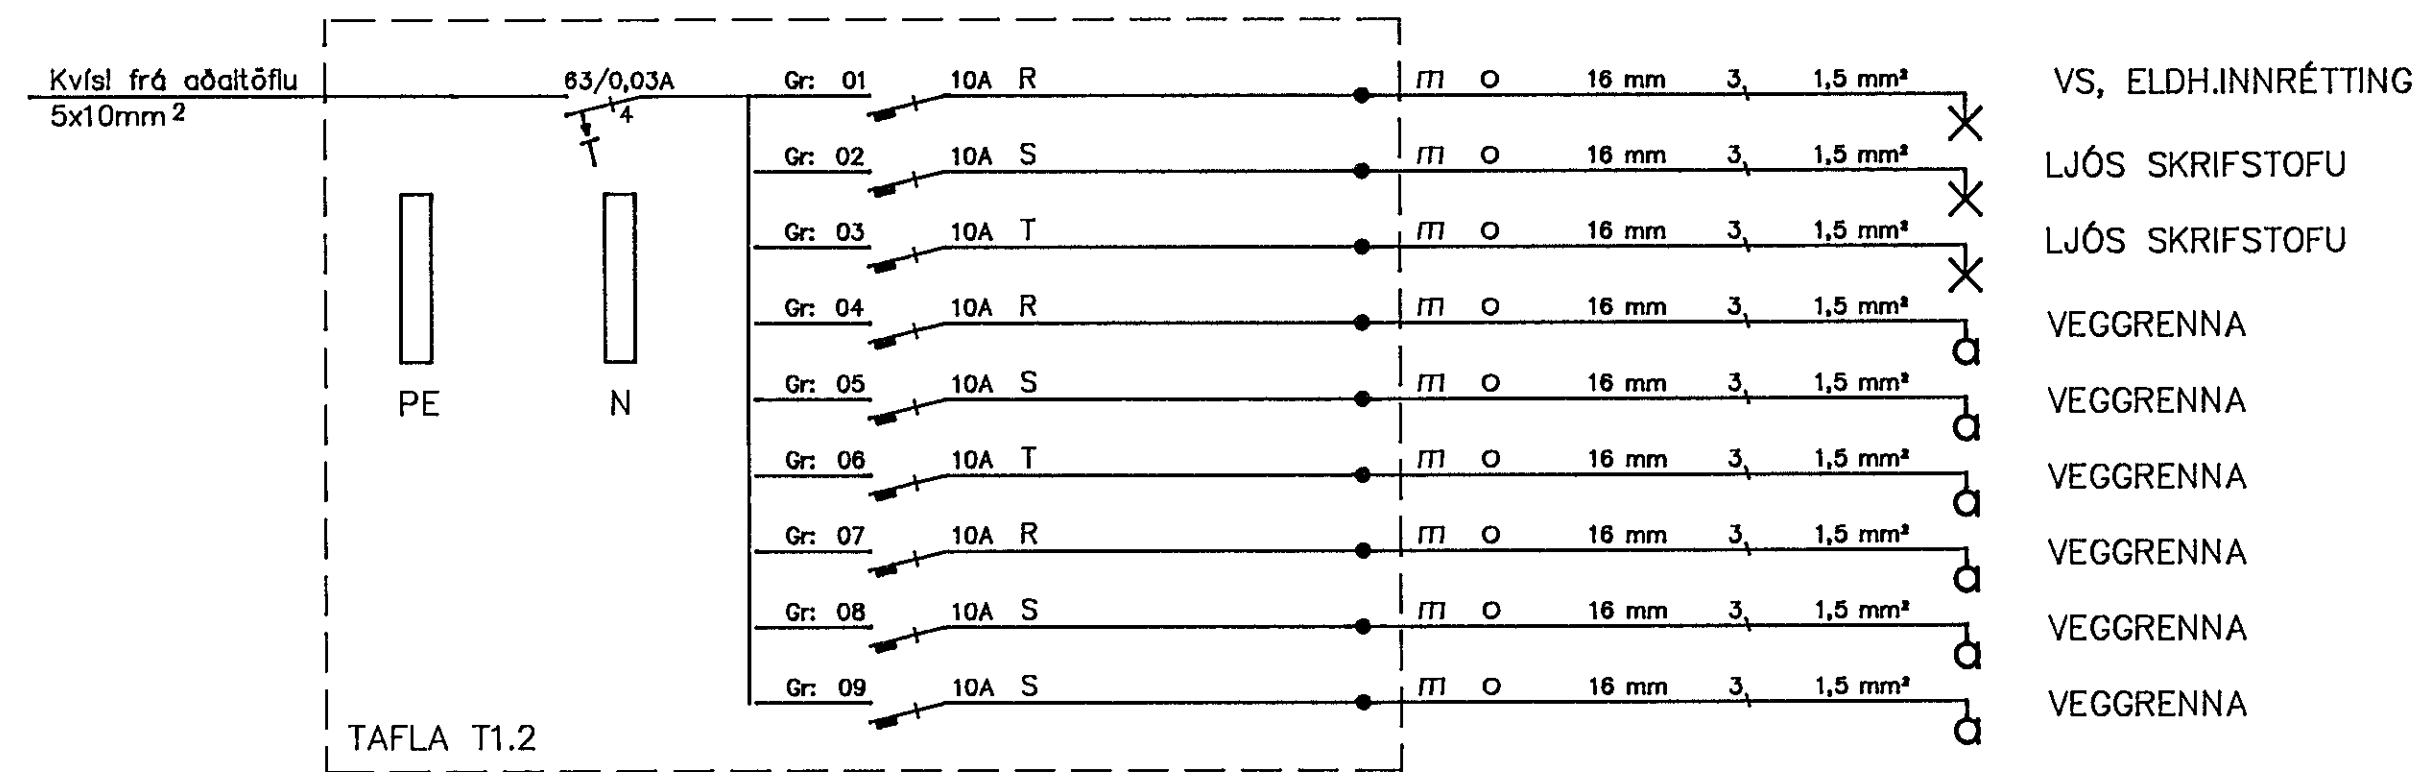 Kvísl frá aðaltöflu
5x10mm²
63/0,03A
4
Gr: 01 10A R m O 16 mm 3 1,5 mm² VS, ELDH.INNRÉTTING
Gr: 02 10A S m O 16 mm 3 1,5 mm² LJÓS SKRIFSTOFU
Gr: 03 10A T m O 16 mm 3 1,5 mm² LJÓS SKRIFSTOFU
Gr: 04 10A R m O 16 mm 3 1,5 mm² VEGGRENNA
Gr: 05 10A S m O 16 mm 3 1,5 mm² VEGGRENNA
Gr: 06 10A T m O 16 mm 3 1,5 mm² VEGGRENNA
Gr: 07 10A R m O 16 mm 3 1,5 mm² VEGGRENNA
Gr: 08 10A S m O 16 mm 3 1,5 mm² VEGGRENNA
Gr: 09 10A S m O 16 mm 3 1,5 mm² VEGGRENNA
PE
N
TAFLA T1.2